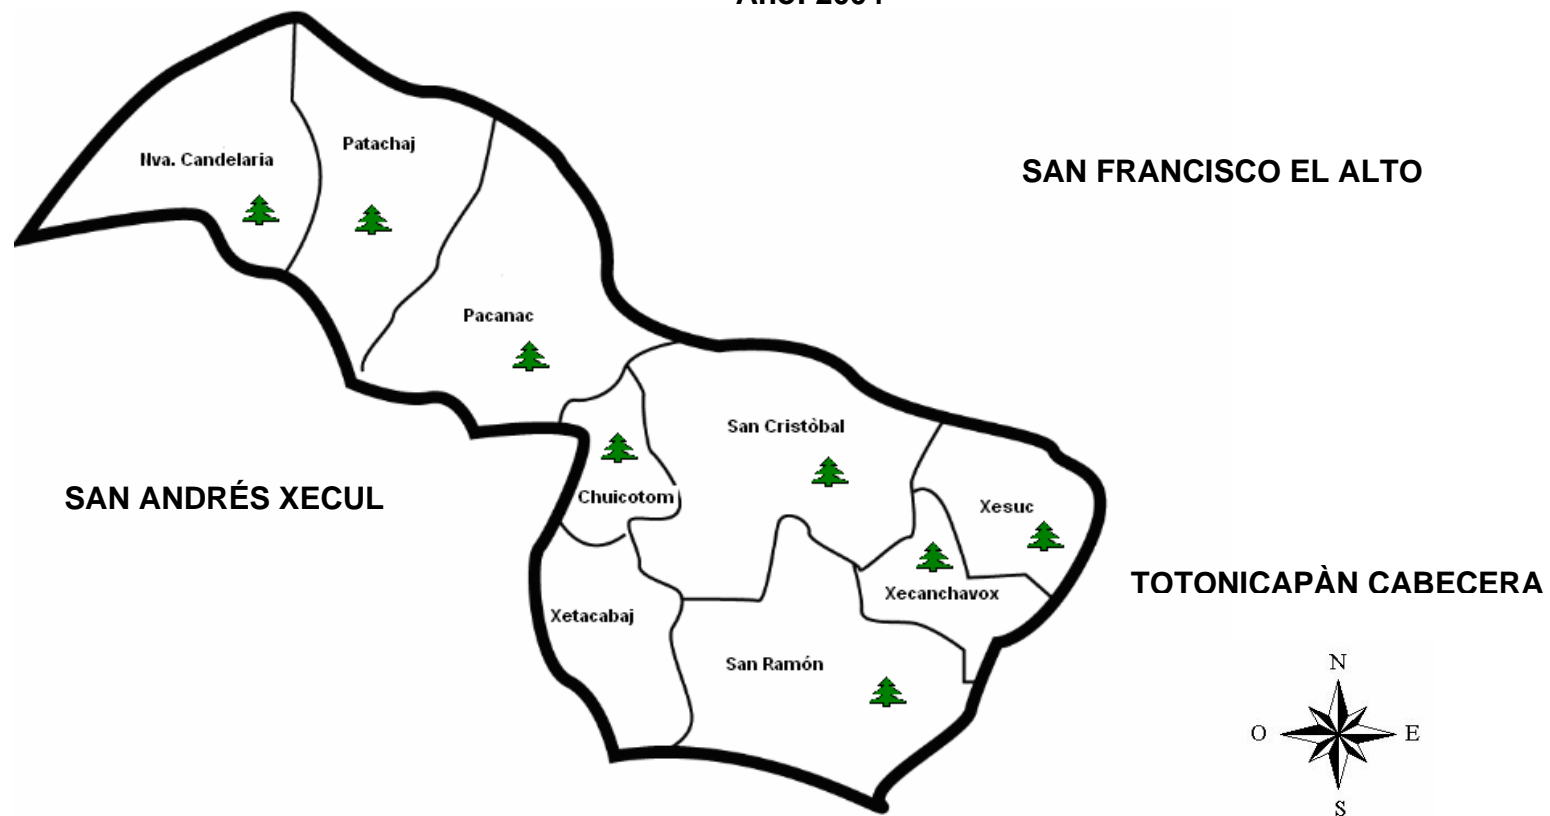 Patachaj
Nva. Candelaria
SAN FRANCISCO EL ALTO
Pacanac
San Cristòbal
SAN ANDRÉS XECUL
Chuicotom
Xesuc
TOTONICAPÀN CABECERA
Xecanchavox
Xetacabaj
San Ramón
N
O
E
S